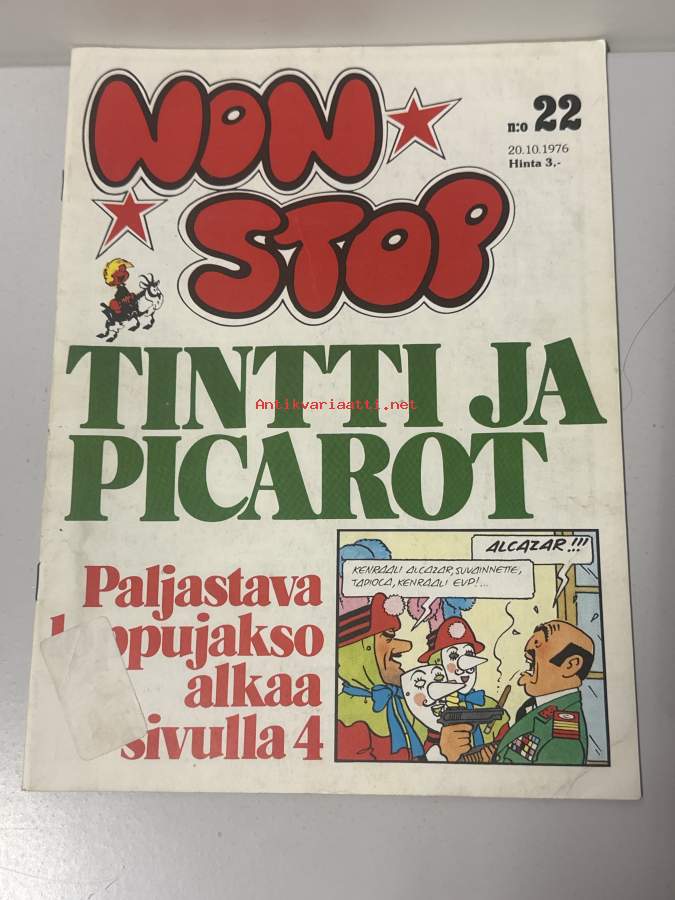 NON
STOP
n:o 22
20.10.1976
Hinta 3,-
TINTTI JA
PICAROT
Antikvariaatti.net
Paljastava
alkaa
sivulla 4
ALCAZAR!!!
KENRAALI ALCAZAR, SUVAINNETTE,
TAPIOCA, KENRAALI EVP!...